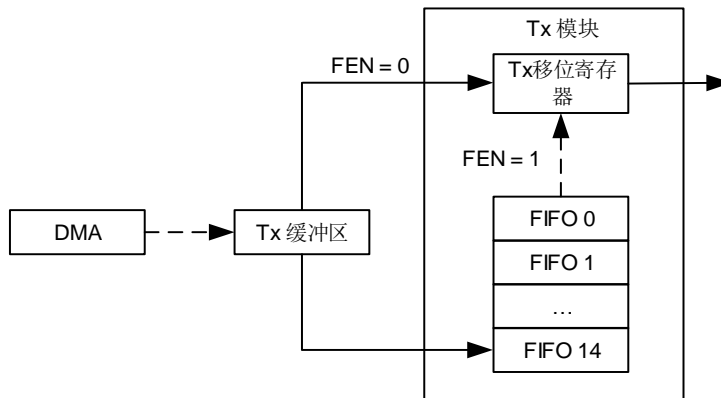 Tx 模块
FEN = 0
Tx移位寄存
器
FEN = 1
DMA
Tx 缓冲区
FIFO 0
FIFO 1
…
FIFO 14